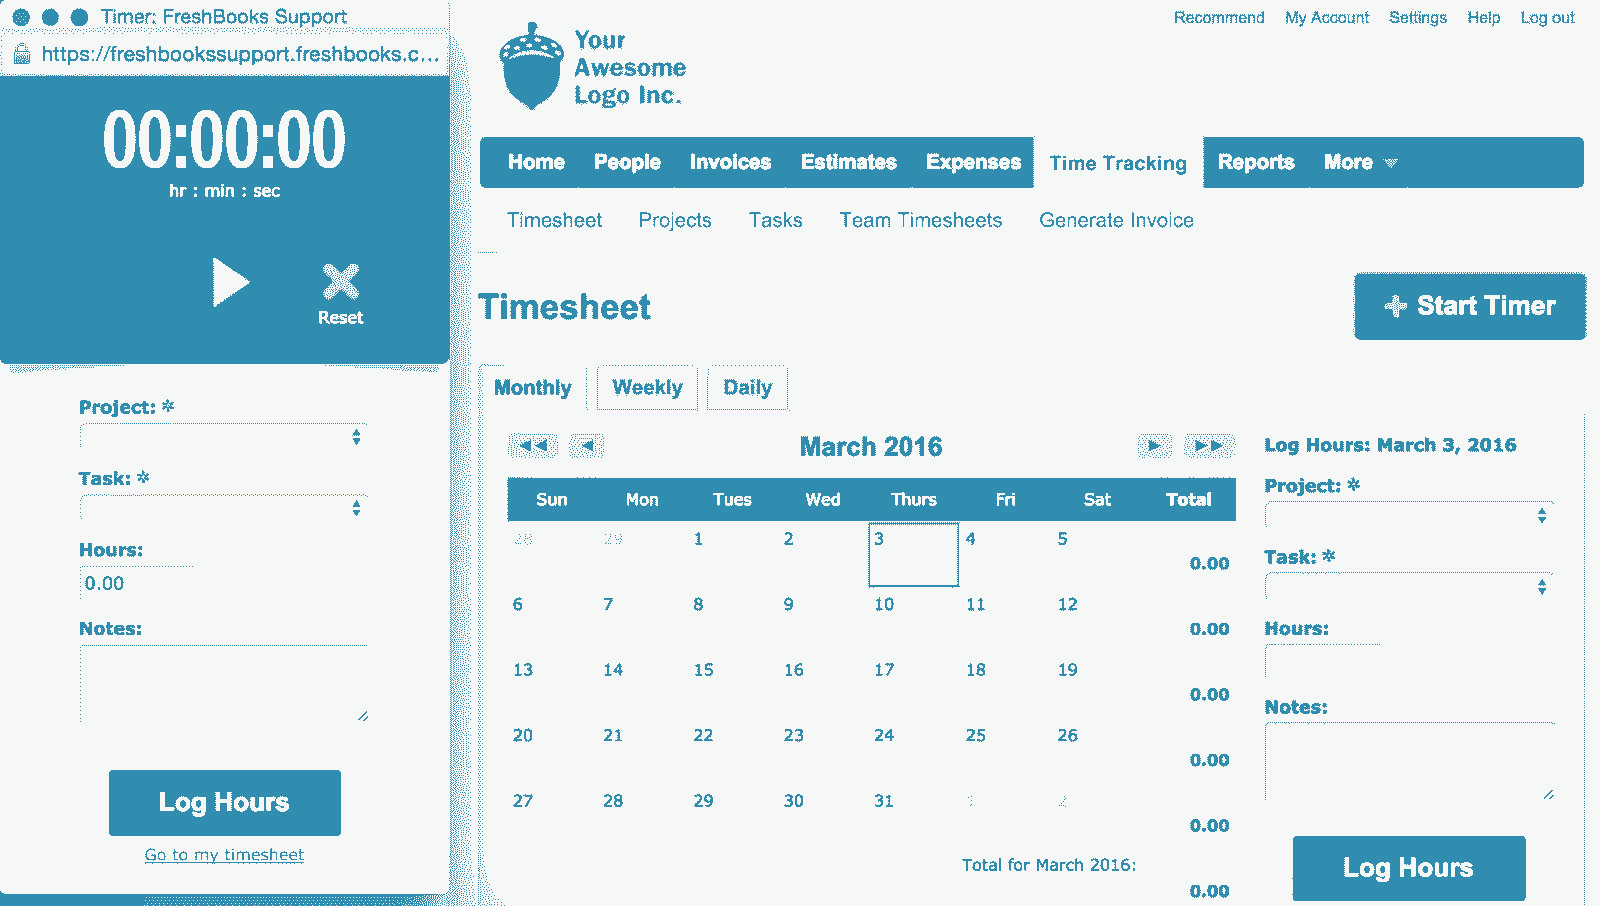 Timer: FreshBooks Support
https://freshbookssupport.freshbooks.c...
00:00:00
hr : min : sec
Reset
Project: *
Task: *
Hours:
0.00
Notes:
Log Hours
Go to my timesheet
Recommend My Account Settings Help Log out
Your
Awesome
Logo Inc.
Home People Invoices Estimates Expenses Time Tracking Reports More
Timesheet Projects Tasks Team Timesheets Generate Invoice
Timesheet
+ Start Timer
Monthly Weekly Daily
March 2016
Sun Mon Tues Wed Thurs Fri Sat Total
28 29 1 2 3 4 5
0.00
6 7 8 9 10 11 12
0.00
13 14 15 16 17 18 19
0.00
20 21 22 23 24 25 26
0.00
27 28 29 30 31 1 2
0.00
Total for March 2016:
0.00
Log Hours: March 3, 2016
Project: *
Task: *
Hours:
Notes:
Log Hours